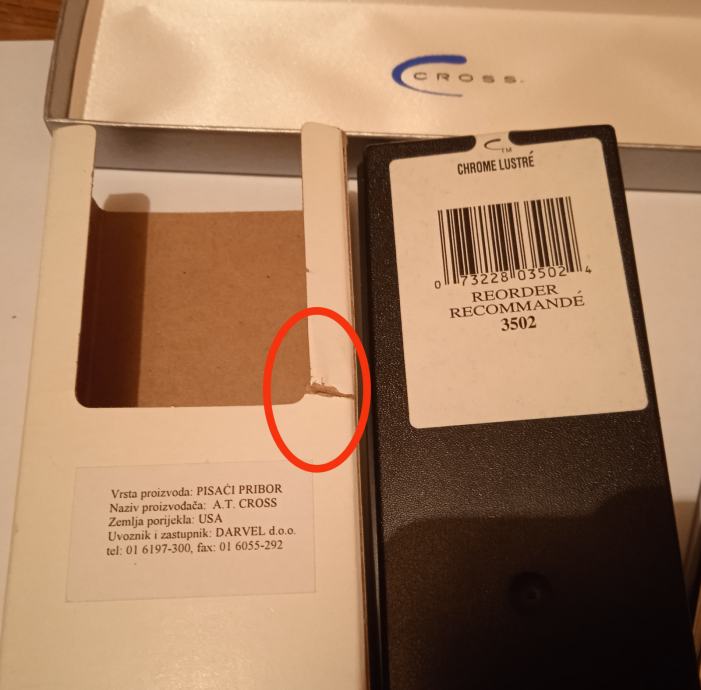 CROSS
TM
CHROME LUSTRÉ
0 73228 03502 4
REORDER
RECOMMANDÉ
3502
Vrsta proizvoda: PISAĆI PRIBOR
Naziv proizvođača: A.T. CROSS
Zemlja porijekla: USA
Uvoznik i zastupnik: DARVEL d.o.o.
tel: 01 6197-300, fax: 01 6055-292